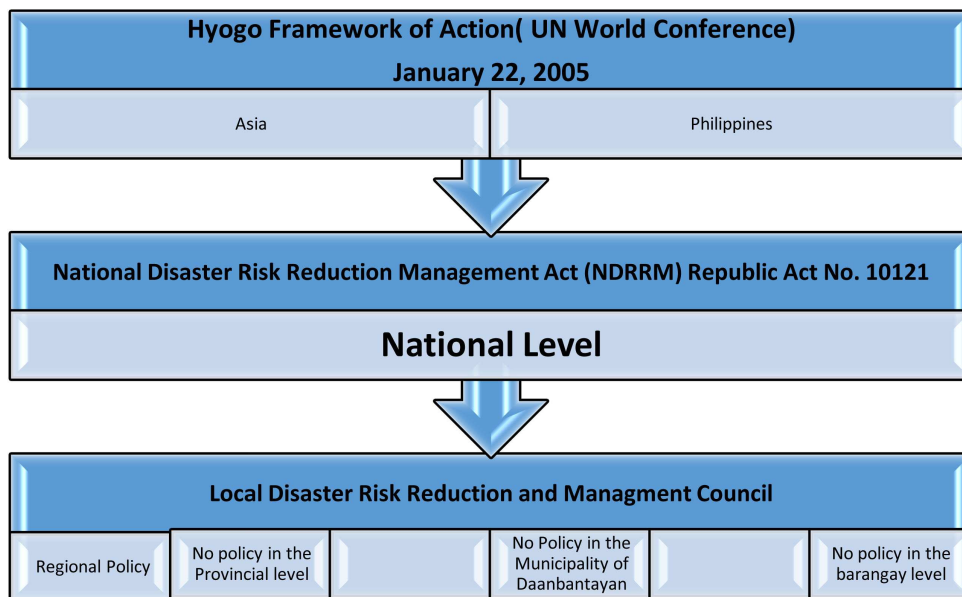 Hyogo Framework of Action( UN World Conference)
January 22, 2005
Asia
Philippines
National Disaster Risk Reduction Management Act (NDRRM) Republic Act No. 10121
National Level
Local Disaster Risk Reduction and Managment Council
Regional Policy
No policy in the
Provincial level
No Policy in the
Municipality of
Daanbantayan
No policy in the
barangay level